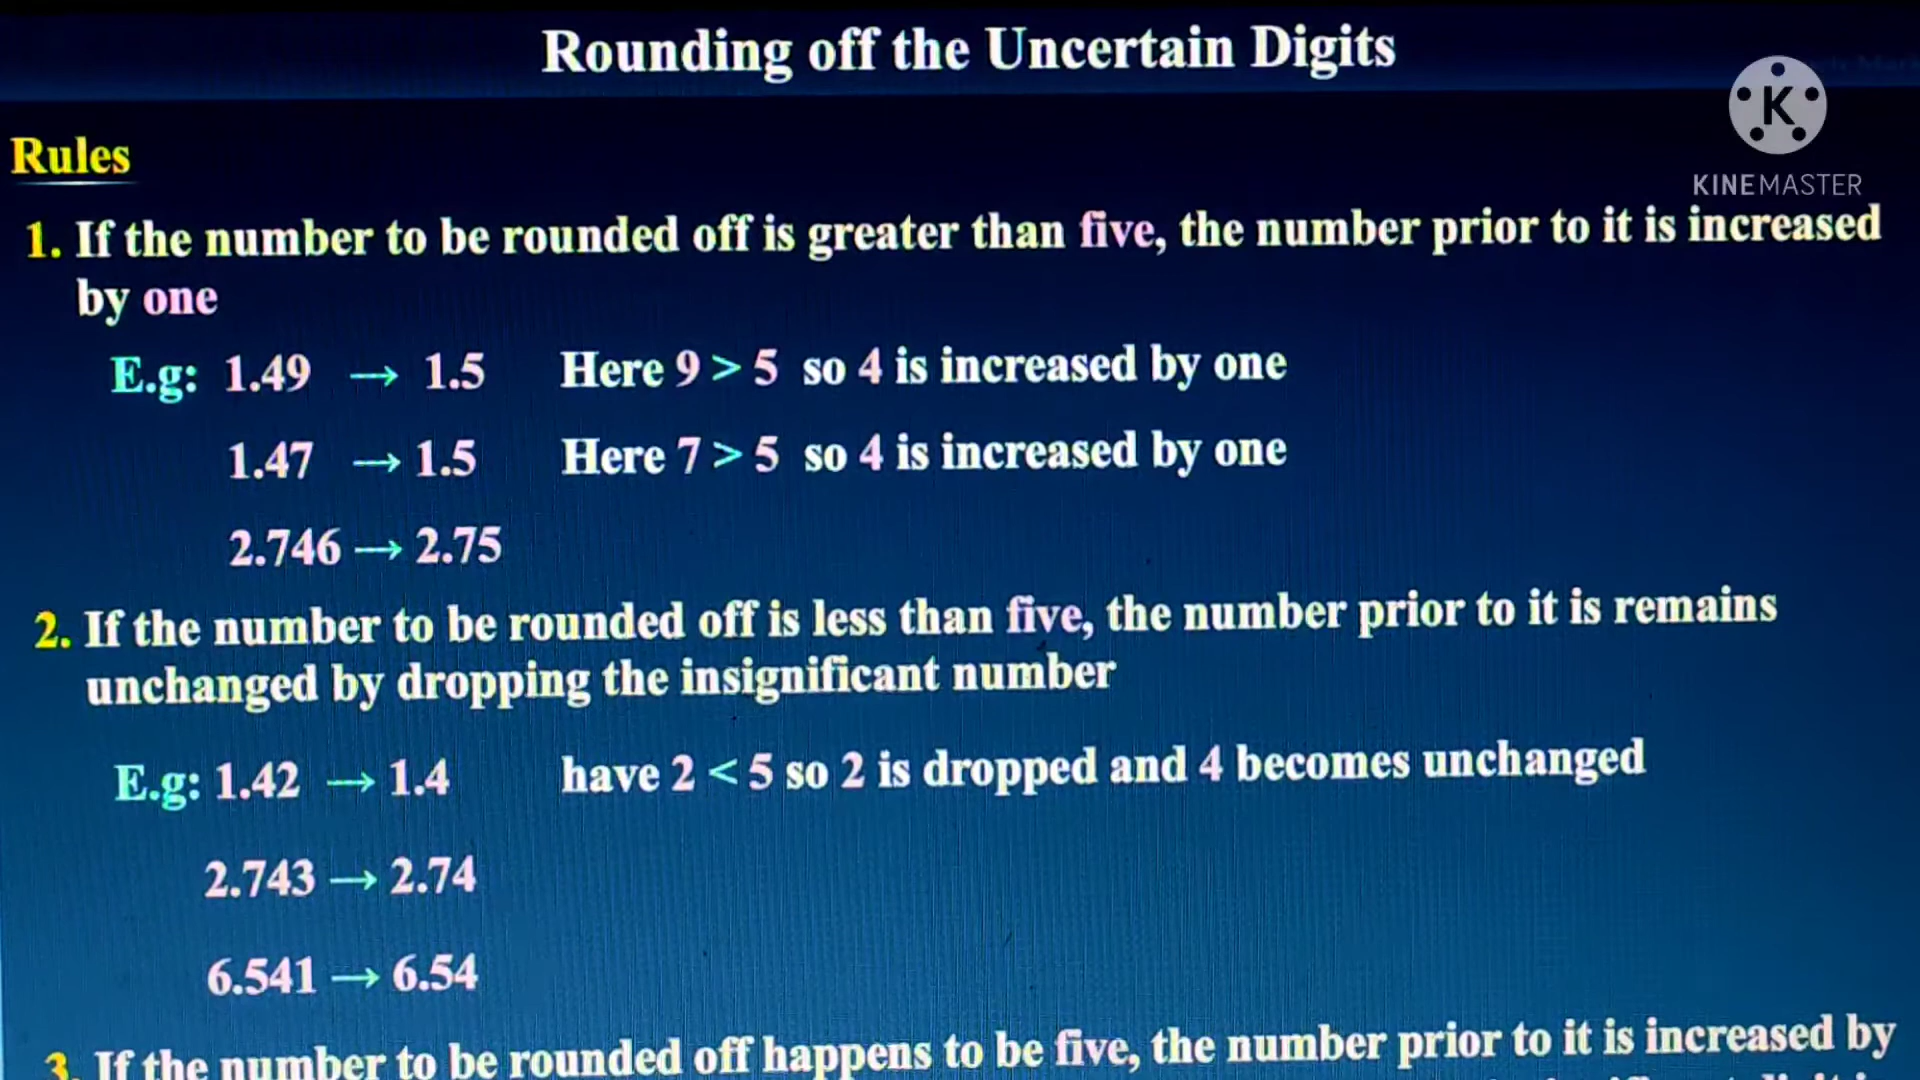 Rounding off the Uncertain Digits
KINEMASTER
Rules
1. If the number to be rounded off is greater than five, the number prior to it is increased
by one
E.g: 1.49 → 1.5 Here 9 > 5 so 4 is increased by one
1.47 → 1.5 Here 7 > 5 so 4 is increased by one
2.746 → 2.75
2. If the number to be rounded off is less than five, the number prior to it is remains
unchanged by dropping the insignificant number
E.g: 1.42 → 1.4 have 2 < 5 so 2 is dropped and 4 becomes unchanged
2.743 → 2.74
6.541 → 6.54
3. If the number to be rounded off happens to be five, the number prior to it is increased by